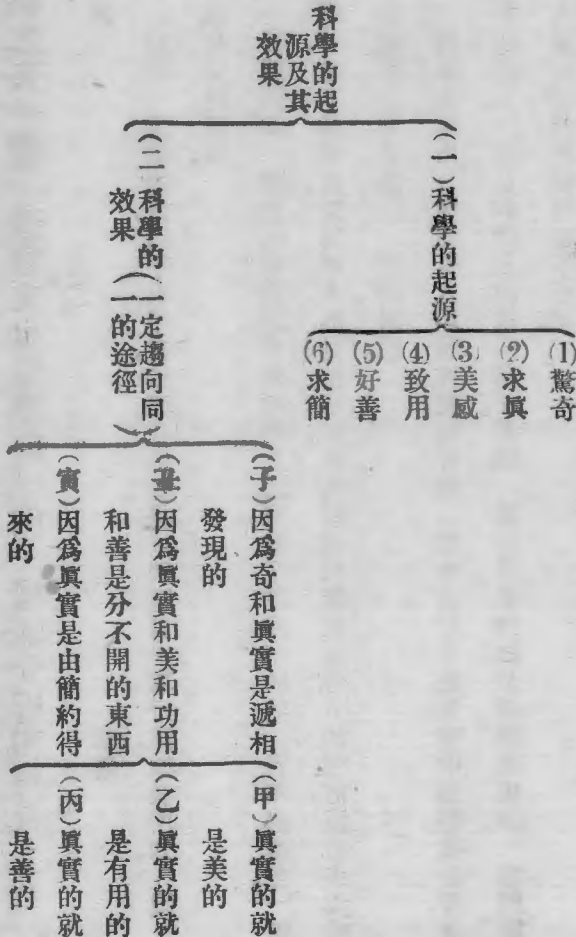 科學的起
源及其
效果
(一)科學的起源
(1)驚奇
(2)求眞
(3)美感
(4)致用
(5)好善
(6)求簡
(二)科學的
效果
(一定趨向同
一的途徑)
(子)因爲奇和眞實是遞相
發現的
(丑)因爲眞實和美和功用
和善是分不開的東西
(寅)因爲眞實是由簡約得
來的
(甲)眞實的就
是美的
(乙)眞實的就
是有用的
(丙)眞實的就
是善的